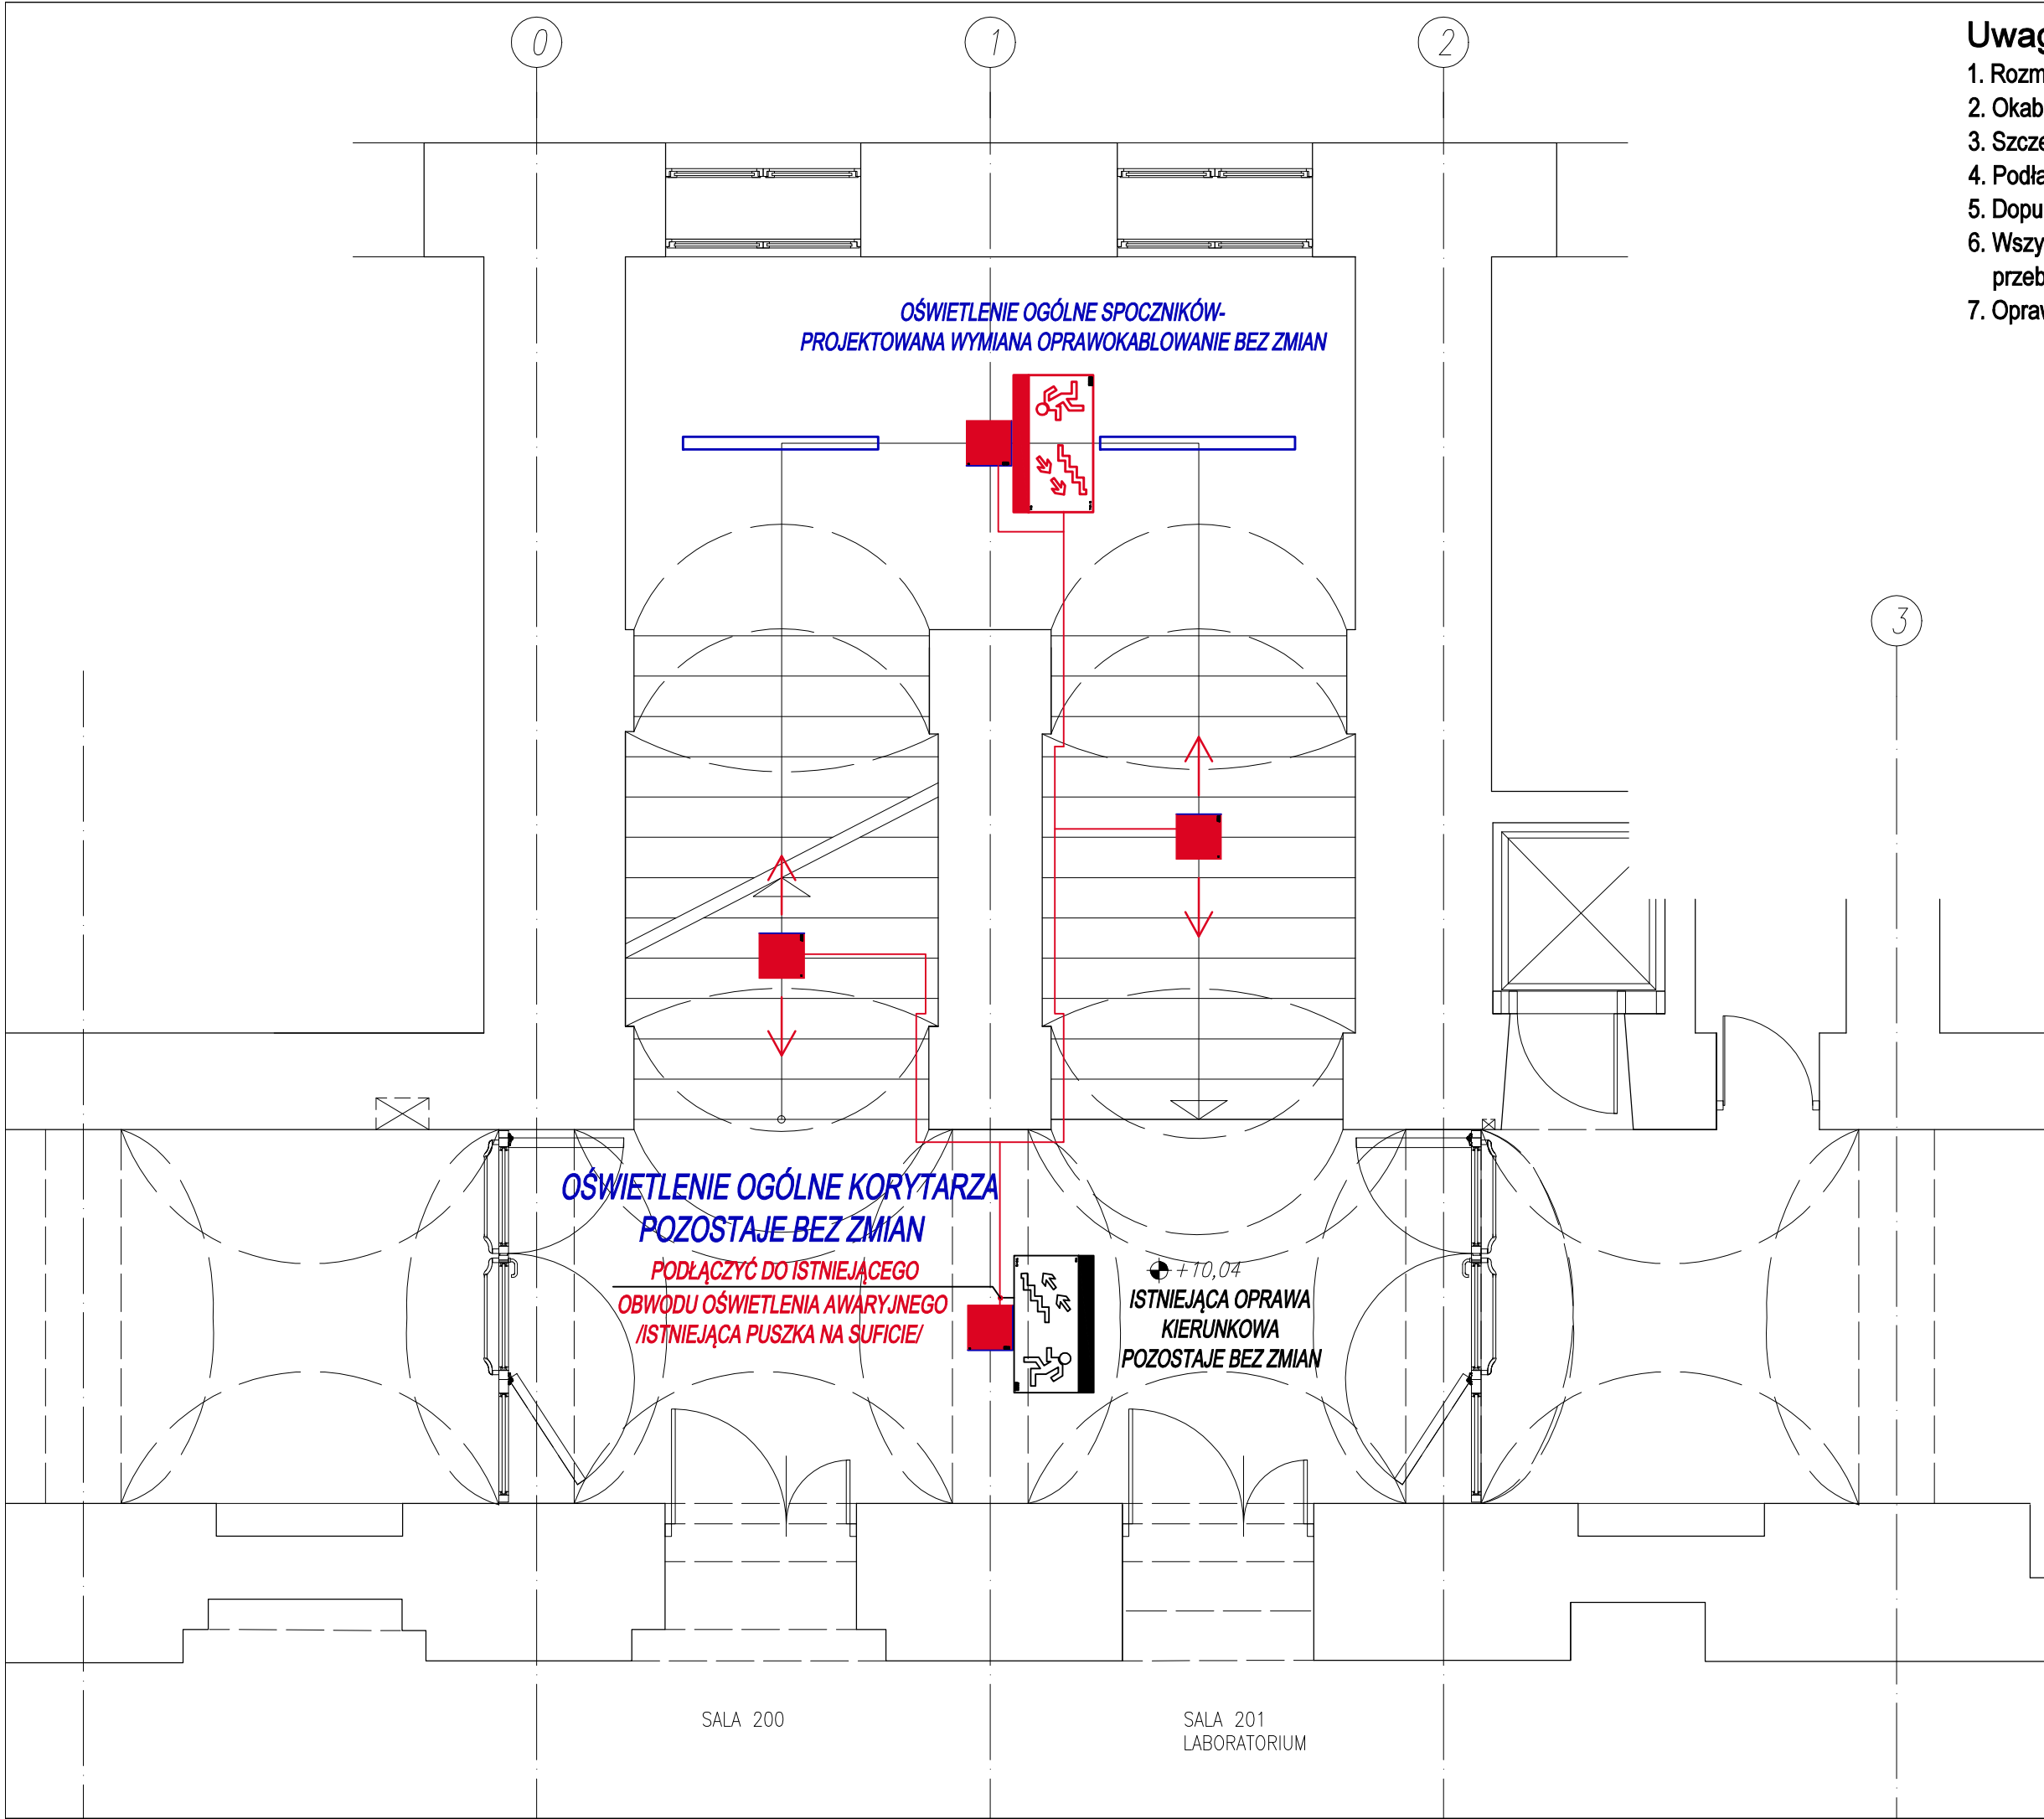 0
1
2
Uwag
1. Rozm
2. Okab
3. Szcze
4. Podła
5. Dopu
6. Wszy
przeb
7. Opraw
OŚWIETLENIE OGÓLNE SPOCZNIKÓW-
PROJEKTOWANA WYMIANA OPRAWOKABLOWANIE BEZ ZMIAN
3
OŚWIETLENIE OGÓLNE KORYTARZA
POZOSTAJE BEZ ZMIAN
PODŁĄCZYĆ DO ISTNIEJĄCEGO
OBWODU OŚWIETLENIA AWARYJNEGO
/ISTNIEJĄCA PUSZKA NA SUFICIE/
+10,04
ISTNIEJĄCA OPRAWA
KIERUNKOWA
POZOSTAJE BEZ ZMIAN
SALA 200
SALA 201
LABORATORIUM